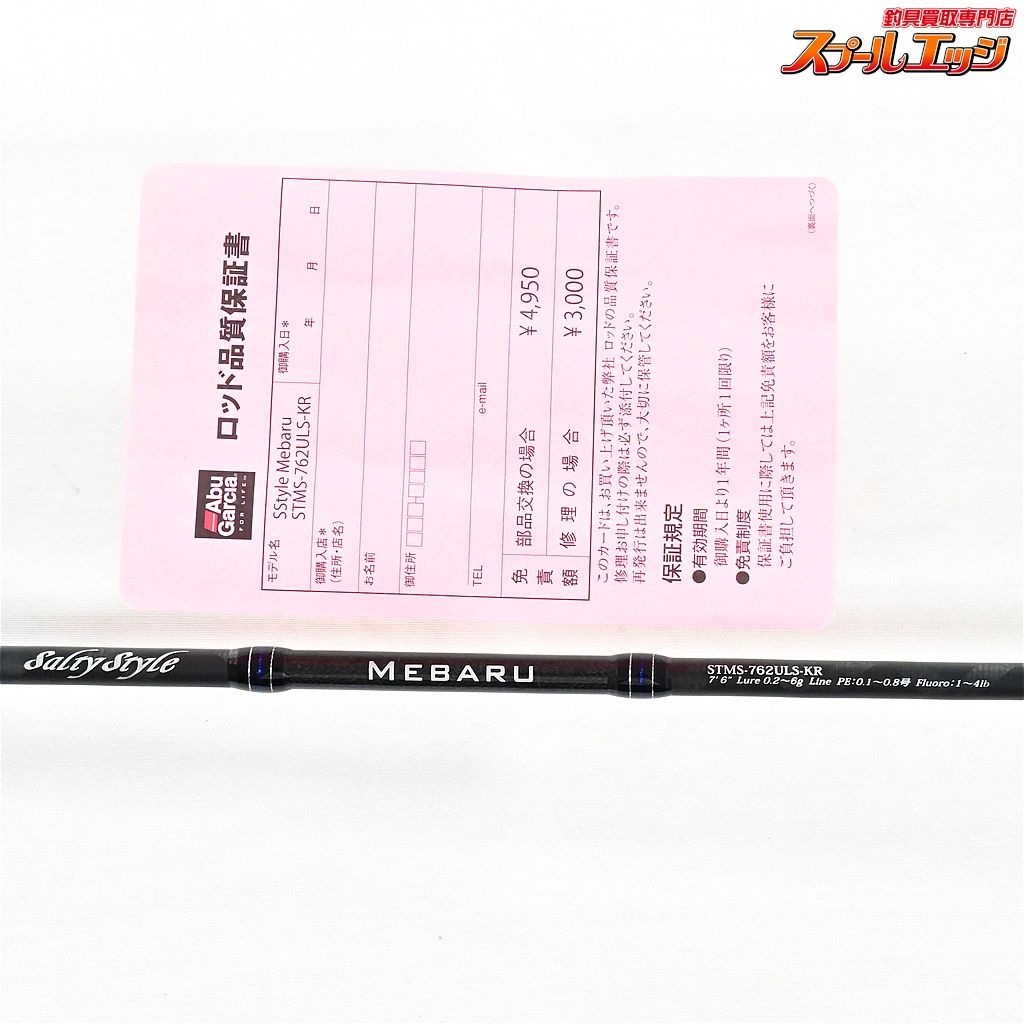 釣具買取専門店
スプールエッジ
Abu
Garcia®
FOR LIFE™
ロッド品質保証書
モデル名
SStyle Mebaru
STMS-762ULS-KR
御購入日*
年 月 日
御購入店*
(住所・店名)
お名前
御住所
TEL
e-mail
免責額
部品交換の場合 ¥4,950
修理の場合 ¥3,000
このカードは、お買い上げ頂いた弊社 ロッドの品質保証書です。
修理お申し付けの際は必ず添付してください。
再発行は出来ませんので、大切に保管してください。
保証規定
●有効期間
御購入日より1年間(1ヶ所1回限り)
●免責制度
保証書使用に際しては上記免責額をお客様に
ご負担して頂きます。
(裏面へつづく)
SaltyStyle
MEBARU
STMS-762ULS-KR
7'6" Lure 0.2~6g Line PE:0.1~0.8号 Fluoro:1~4lb